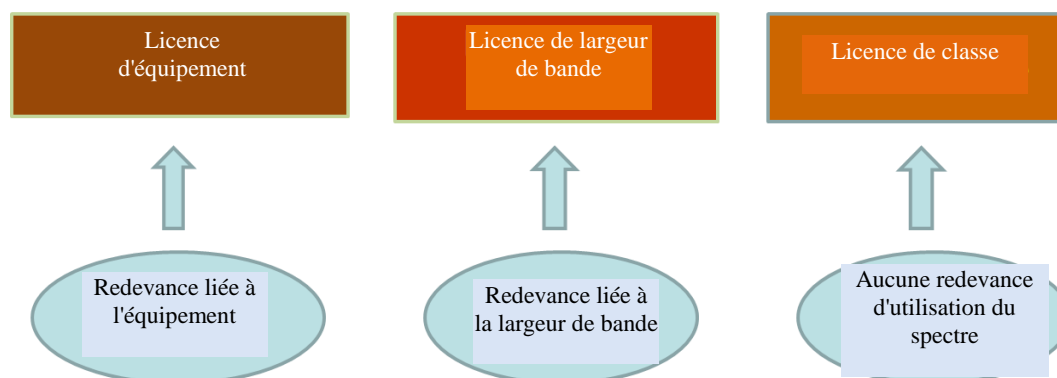 Licence
d'équipement
Licence de largeur
de bande
Licence de classe
Redevance liée à
l'équipement
Redevance liée à
la largeur de bande
Aucune redevance
d'utilisation du
spectre